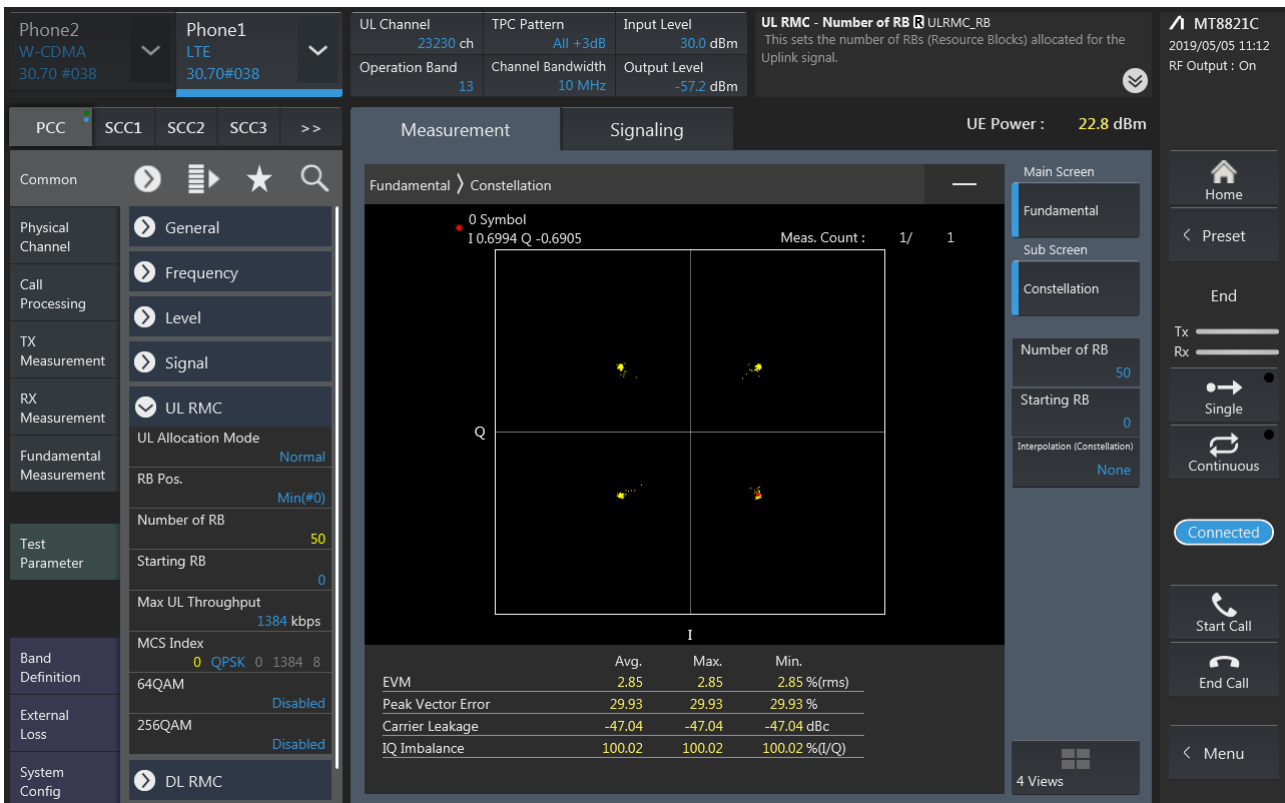 Phone2
W-CDMA
30.70 #038
Phone1
LTE
30.70#038
UL Channel
23230 ch
TPC Pattern
All +3dB
Input Level
30.0 dBm
Operation Band
13
Channel Bandwidth
10 MHz
Output Level
-57.2 dBm
UL RMC - Number of RB R ULRMC_RB
This sets the number of RBs (Resource Blocks) allocated for the
Uplink signal.
MT8821C
2019/05/05 11:12
RF Output : On
PCC SCC1 SCC2 SCC3 >>
Measurement
Signaling
UE Power : 22.8 dBm
Common
Physical
Channel
Call
Processing
TX
Measurement
RX
Measurement
Fundamental
Measurement
Test
Parameter
Band
Definition
External
Loss
System
Config
General
Frequency
Level
Signal
UL RMC
UL Allocation Mode
Normal
RB Pos.
Min(#0)
Number of RB
50
Starting RB
0
Max UL Throughput
1384 kbps
MCS Index
0 QPSK 0 1384 8
64QAM
Disabled
256QAM
Disabled
DL RMC
Fundamental 〉 Constellation
0 Symbol
I 0.6994 Q -0.6905
Meas. Count : 1/ 1
Q
I
Avg. Max. Min.
EVM 2.85 2.85 2.85 %(rms)
Peak Vector Error 29.93 29.93 29.93 %
Carrier Leakage -47.04 -47.04 -47.04 dBc
IQ Imbalance 100.02 100.02 100.02 %(I/Q)
Main Screen
Fundamental
Sub Screen
Constellation
Number of RB
50
Starting RB
0
Interpolation (Constellation)
None
4 Views
Home
< Preset
End
Tx
Rx
Single
Continuous
Connected
Start Call
End Call
< Menu